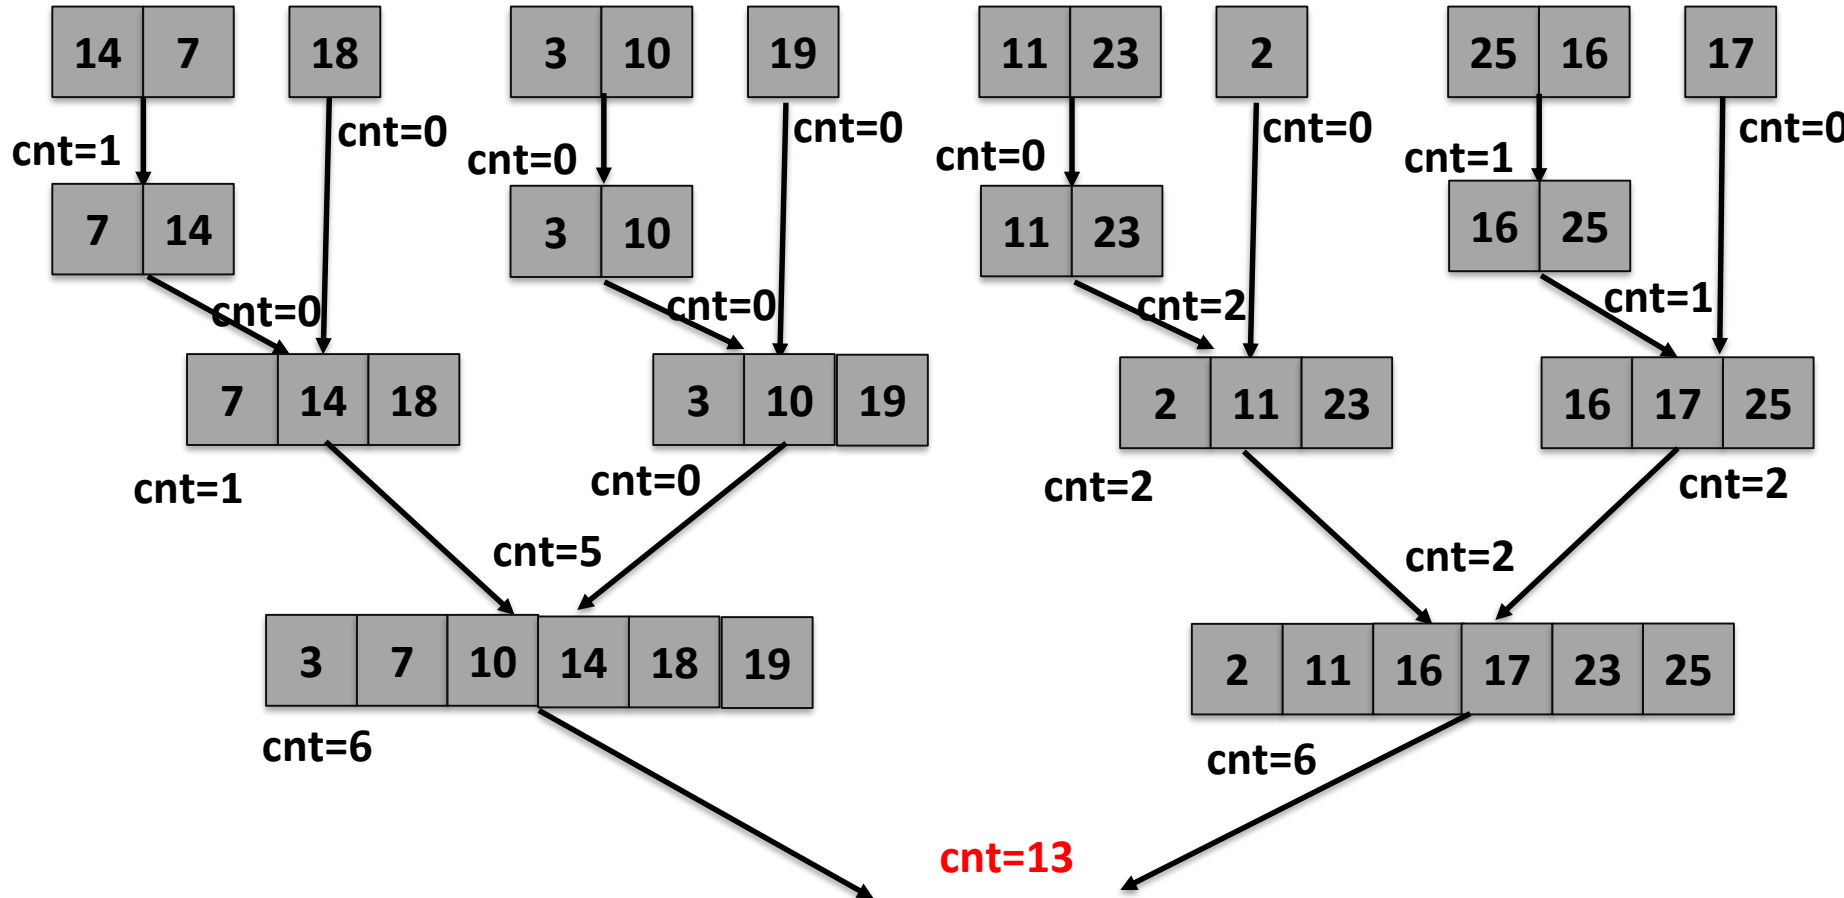 14 7 18 3 10 19 11 23 2 25 16 17
cnt=1 cnt=0 cnt=0 cnt=0 cnt=0 cnt=0 cnt=1 cnt=0
7 14 3 10 11 23 16 25
cnt=0 cnt=0 cnt=2 cnt=1
7 14 18 3 10 19 2 11 23 16 17 25
cnt=1 cnt=0 cnt=2 cnt=2
cnt=5 cnt=2
3 7 10 14 18 19 2 11 16 17 23 25
cnt=6 cnt=6
cnt=13